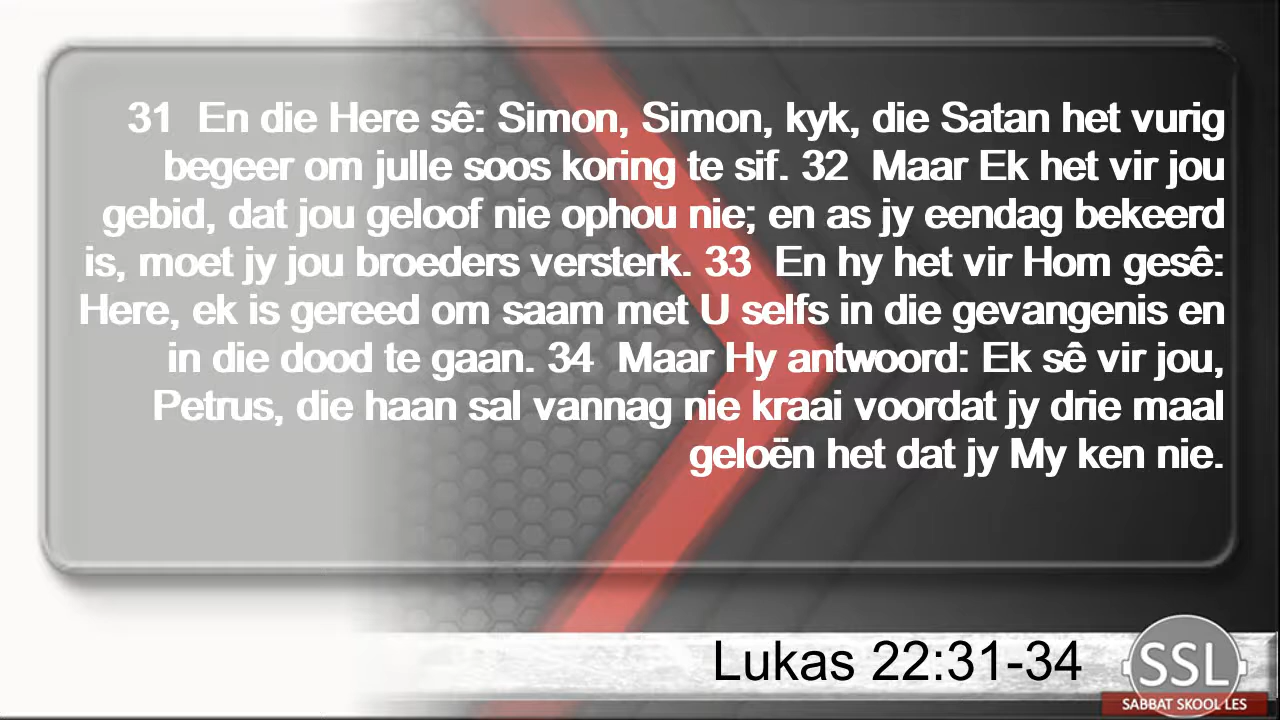 31  En die Here sê: Simon, Simon, kyk, die Satan het vurig
begeer om julle soos koring te sif. 32  Maar Ek het vir jou
gebid, dat jou geloof nie ophou nie; en as jy eendag bekeerd
is, moet jy jou broeders versterk. 33  En hy het vir Hom gesê:
Here, ek is gereed om saam met U selfs in die gevangenis en
in die dood te gaan. 34  Maar Hy antwoord: Ek sê vir jou,
Petrus, die haan sal vannag nie kraai voordat jy drie maal
geloën het dat jy My ken nie.
Lukas 22:31-34
SSL
SABBAT SKOOL LES